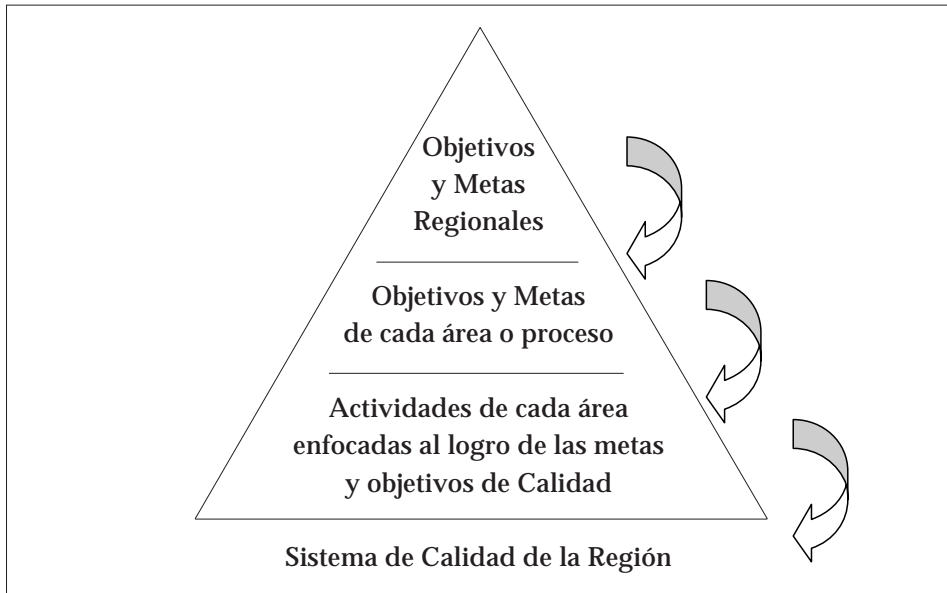 Objetivos
y Metas
Regionales
Objetivos y Metas
de cada área o proceso
Actividades de cada área
enfocadas al logro de las metas
y objetivos de Calidad
Sistema de Calidad de la Región